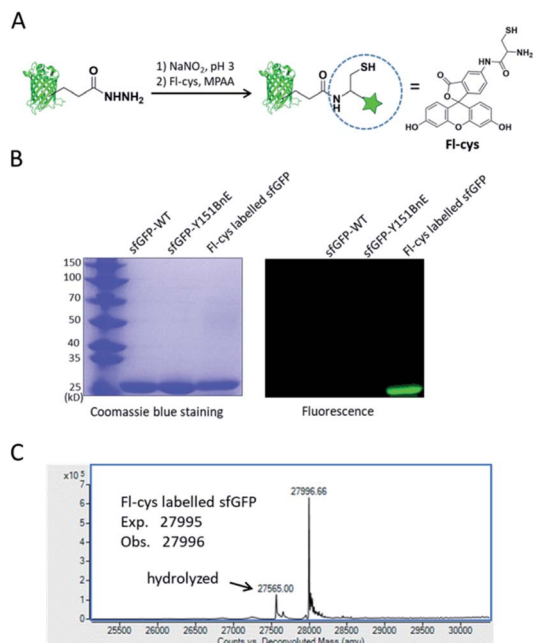 A
O
NHNH₂
1) NaNO₂, pH 3
2) Fl-cys, MPAA
SH
O
N
H
=
SH
NH₂
HN
O
O
O
HO
O
OH
Fl-cys
B
sfGFP-WT
sfGFP-Y151BnE
Fl-cys labelled sfGFP
sfGFP-WT
sfGFP-Y151BnE
Fl-cys labelled sfGFP
150
100
70
50
40
35
25
(kD)
Coomassie blue staining
Fluorescence
C
x10 5
7
6
5
4
3
2
1
0
Fl-cys labelled sfGFP
Exp. 27995
Obs. 27996
hydrolyzed
27565.00
27996.66
25500 26000 26500 27000 27500 28000 28500 29000 29500 30000
Counts vs. Deconvoluted Mass (amu)